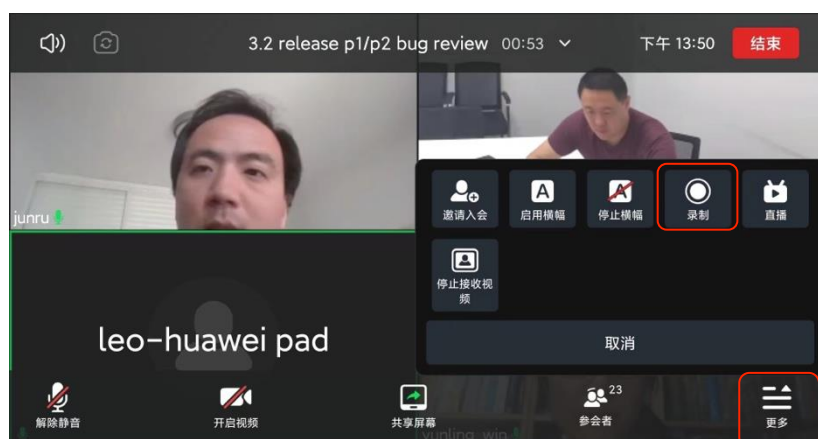 3.2 release p1/p2 bug review 00:53 下午 13:50 结束
junru
邀请入会 启用横幅 停止横幅 录制 直播
停止接收视
频
取消
leo-huawei pad
解除静音 开启视频 共享屏幕 参会者 23 更多
yunling_win